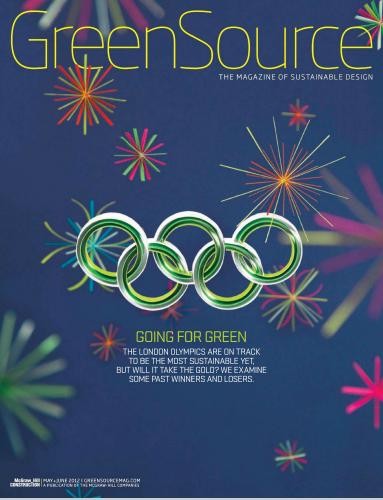 GreenSource
THE MAGAZINE OF SUSTAINABLE DESIGN
GOING FOR GREEN
THE LONDON OLYMPICS ARE ON TRACK
TO BE THE MOST SUSTAINABLE YET,
BUT WILL IT TAKE THE GOLD? WE EXAMINE
SOME PAST WINNERS AND LOSERS.
McGraw_Hill
CONSTRUCTION
MAY+JUNE 2012 | GREENSOURCEMAG.COM
A PUBLICATION OF THE MCGRAW-HILL COMPANIES